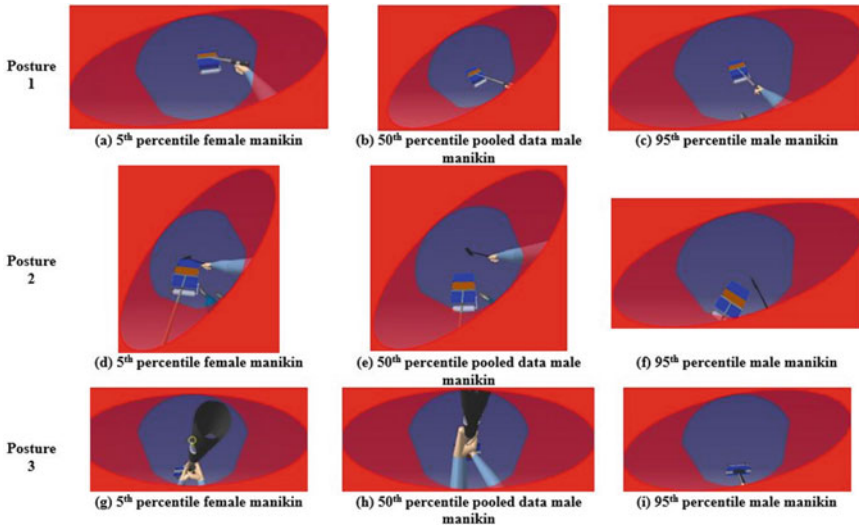 Posture
1
(a) 5th percentile female manikin
(b) 50th percentile pooled data male
manikin
(c) 95th percentile male manikin
Posture
2
(d) 5th percentile female manikin
(e) 50th percentile pooled data male
manikin
(f) 95th percentile male manikin
Posture
3
(g) 5th percentile female manikin
(h) 50th percentile pooled data male
manikin
(i) 95th percentile male manikin